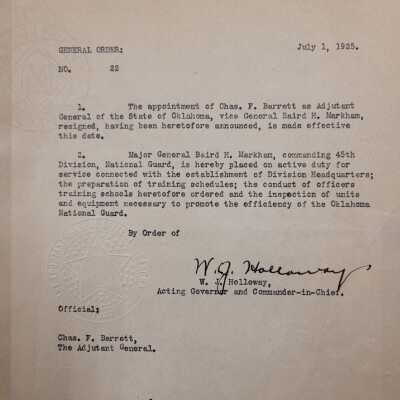 GENERAL ORDER:
July 1, 1925.
NO. 22
1. The appointment of Chas. F. Barrett as Adjutant
General of the State of Oklahoma, vice General Baird H. Markham,
resigned, having been heretofore announced, is made effective
this date.
2. Major General Baird H. Markham, commanding 45th
Division, National Guard, is hereby placed on active duty for
service connected with the establishment of Division Headquarters;
the preparation of training schedules; the conduct of officers
training schools heretofore ordered and the inspection of units
and equipment necessary to promote the efficiency of the Oklahoma
National Guard.
By Order of
W. J. Holloway
W. J. Holloway,
Acting Governor and Commander-in-Chief.
Official;
Chas. F. Barrett,
The Adjutant General.